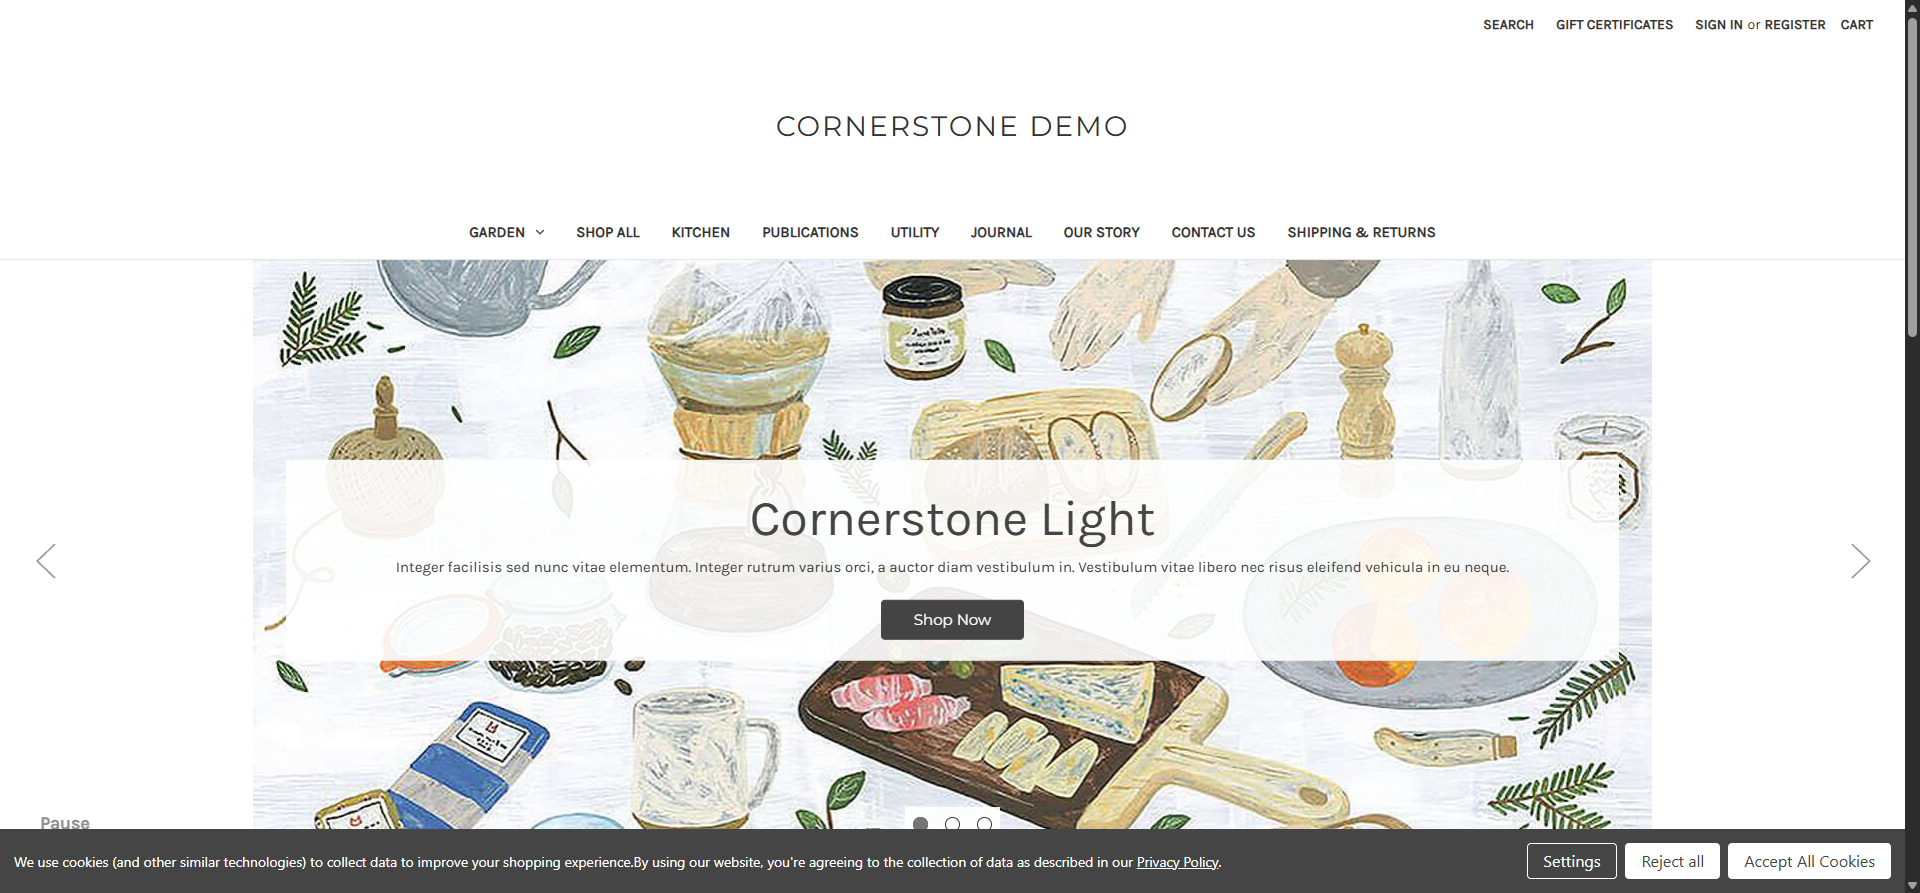 SEARCH GIFT CERTIFICATES SIGN IN or REGISTER CART
CORNERSTONE DEMO
GARDEN SHOP ALL KITCHEN PUBLICATIONS UTILITY JOURNAL OUR STORY CONTACT US SHIPPING & RETURNS
Cornerstone Light
Integer facilisis sed nunc vitae elementum. Integer rutrum varius orci, a auctor diam vestibulum in. Vestibulum vitae libero nec risus eleifend vehicula in eu neque.
Shop Now
Pause
We use cookies (and other similar technologies) to collect data to improve your shopping experience.By using our website, you're agreeing to the collection of data as described in our Privacy Policy.
Settings Reject all Accept All Cookies